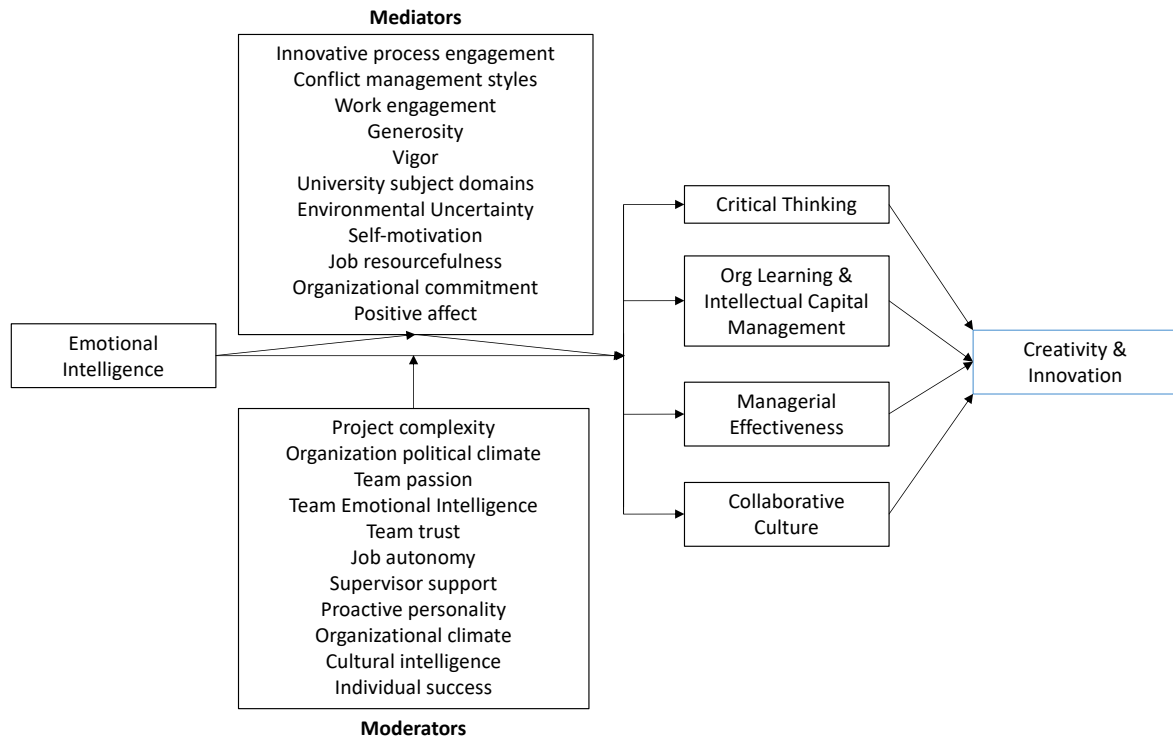 Mediators
Innovative process engagement
Conflict management styles
Work engagement
Generosity
Vigor
University subject domains
Environmental Uncertainty
Self-motivation
Job resourcefulness
Organizational commitment
Positive affect
Emotional
Intelligence
Project complexity
Organization political climate
Team passion
Team Emotional Intelligence
Team trust
Job autonomy
Supervisor support
Proactive personality
Organizational climate
Cultural intelligence
Individual success
Moderators
Critical Thinking
Org Learning &
Intellectual Capital
Management
Managerial
Effectiveness
Collaborative
Culture
Creativity &
Innovation